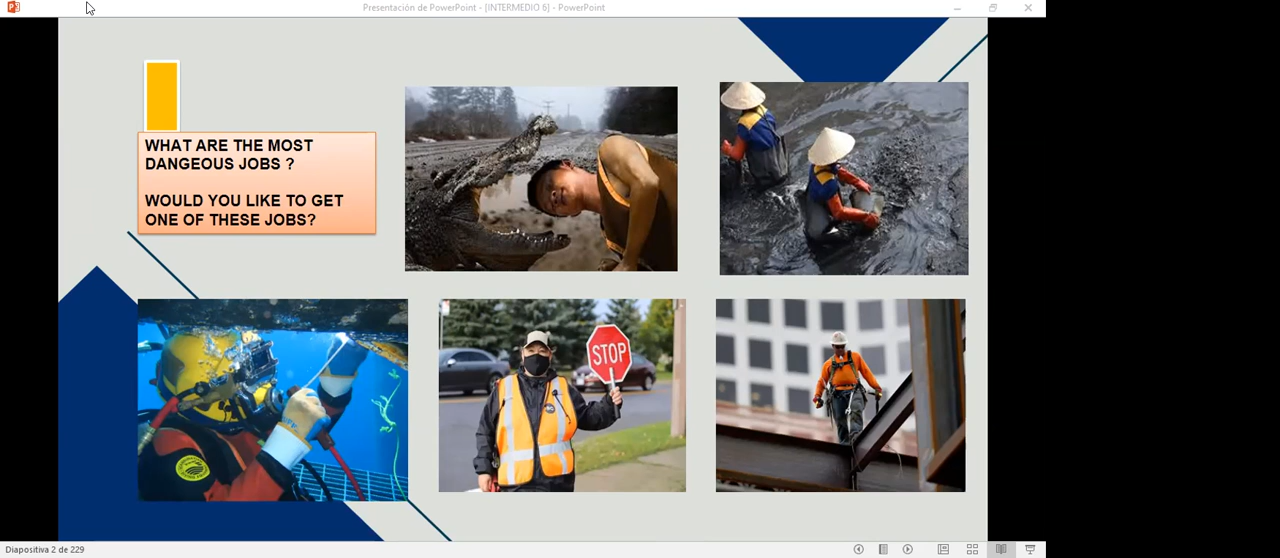 Presentación de PowerPoint - [INTERMEDIO 6] - PowerPoint
WHAT ARE THE MOST
DANGEOUS JOBS ?
WOULD YOU LIKE TO GET
ONE OF THESE JOBS?
STOP
Diapositiva 2 de 229